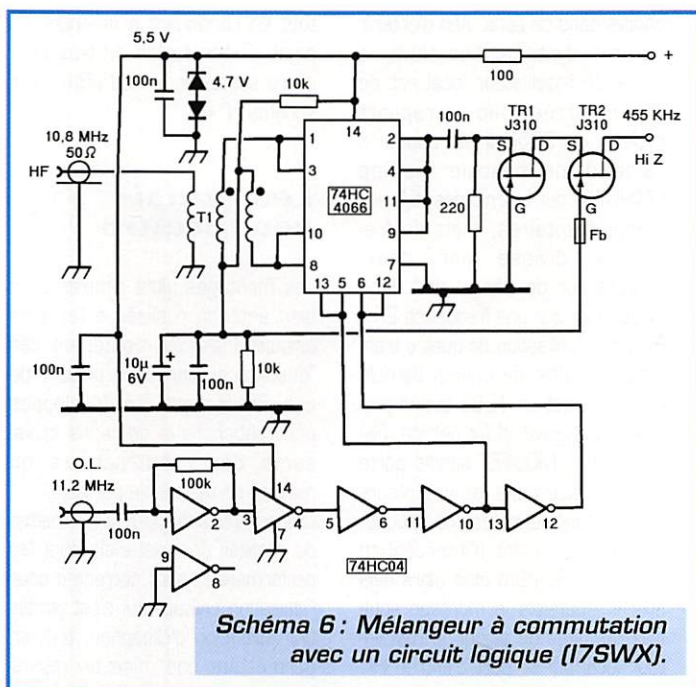 5,5 V
100n
4,7 V
100
+
10k
14
10,8 MHz
50 Ω
HF
T1
1
3
10
8
2
4
11
9
7
74HC
4066
100n
TR1
J310
TR2
J310
455 KHz
Hi Z
S
D
S
D
G
G
220
Fb
13
5
6
12
100n
10µ
6V
+
100n
10k
O.L.
11,2 MHz
100n
100k
1
2
3
14
4
7
5
6
11
10
13
12
9
8
74HC04
Schéma 6 : Mélangeur à commutation
avec un circuit logique (I7SWX).